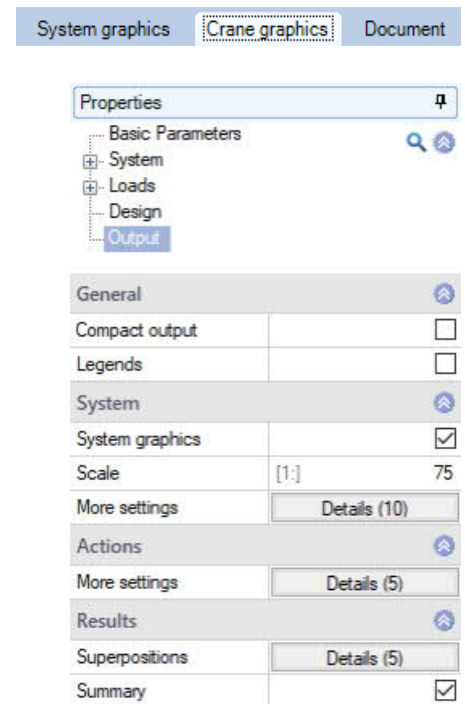 System graphics Crane graphics Document
Properties
Basic Parameters
System
Loads
Design
Output
General
Compact output
Legends
System
System graphics
Scale [1:] 75
More settings Details (10)
Actions
More settings Details (5)
Results
Superpositions Details (5)
Summary